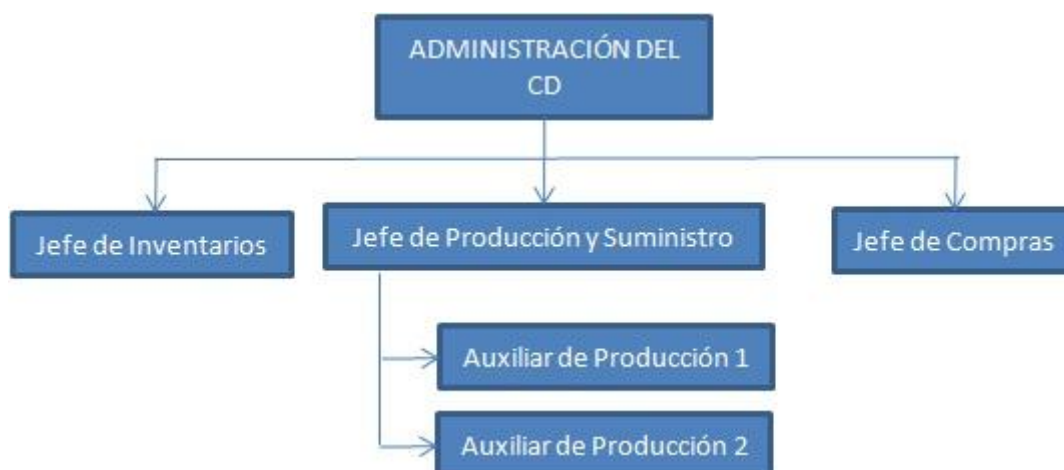 ADMINISTRACIÓN DEL
CD
Jefe de Inventarios
Jefe de Producción y Suministro
Jefe de Compras
Auxiliar de Producción 1
Auxiliar de Producción 2